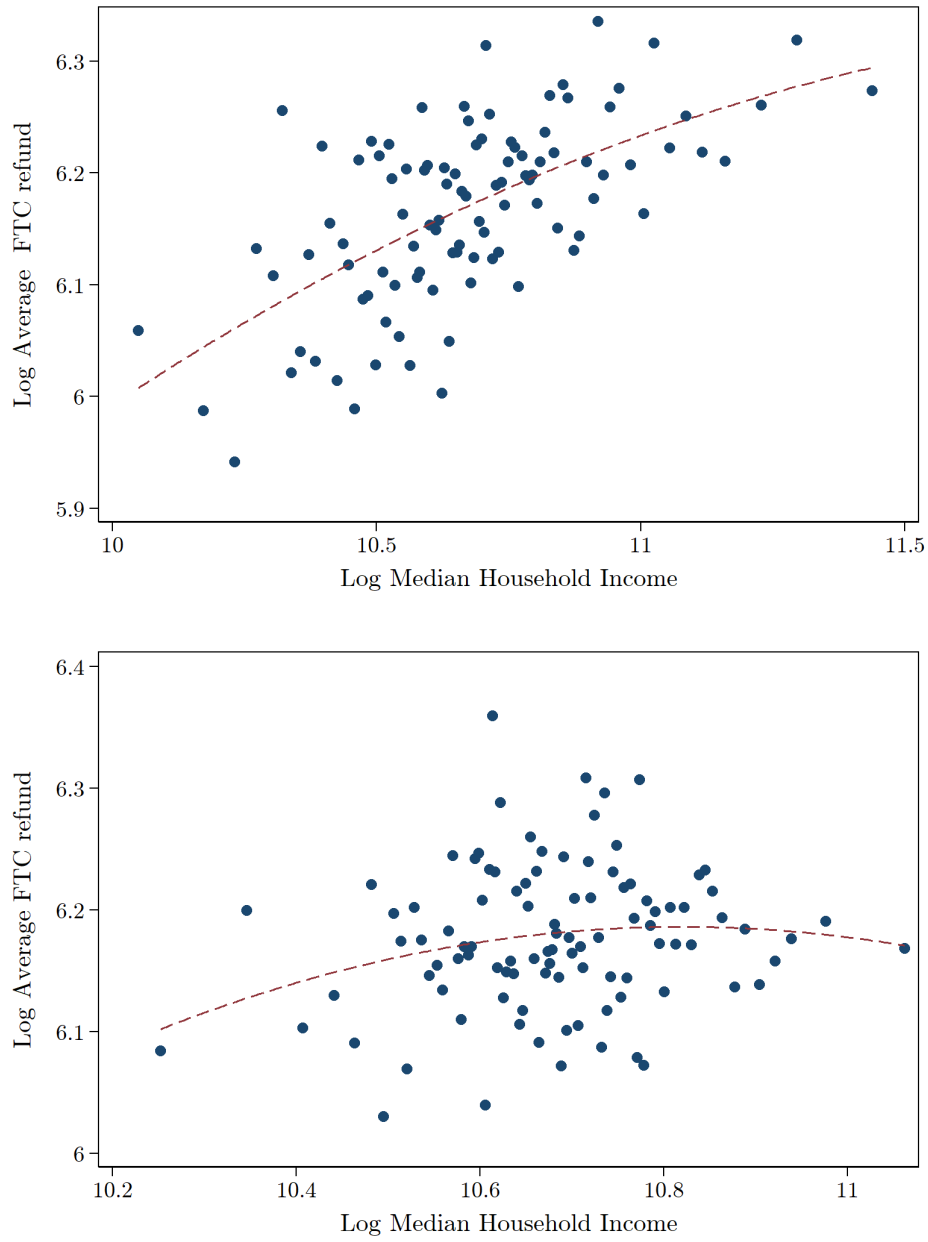 6.3
6.2
6.1
6
5.9
Log Average FTC refund
10 10.5 11 11.5
Log Median Household Income
6.4
6.3
6.2
6.1
6
Log Average FTC refund
10.2 10.4 10.6 10.8 11
Log Median Household Income